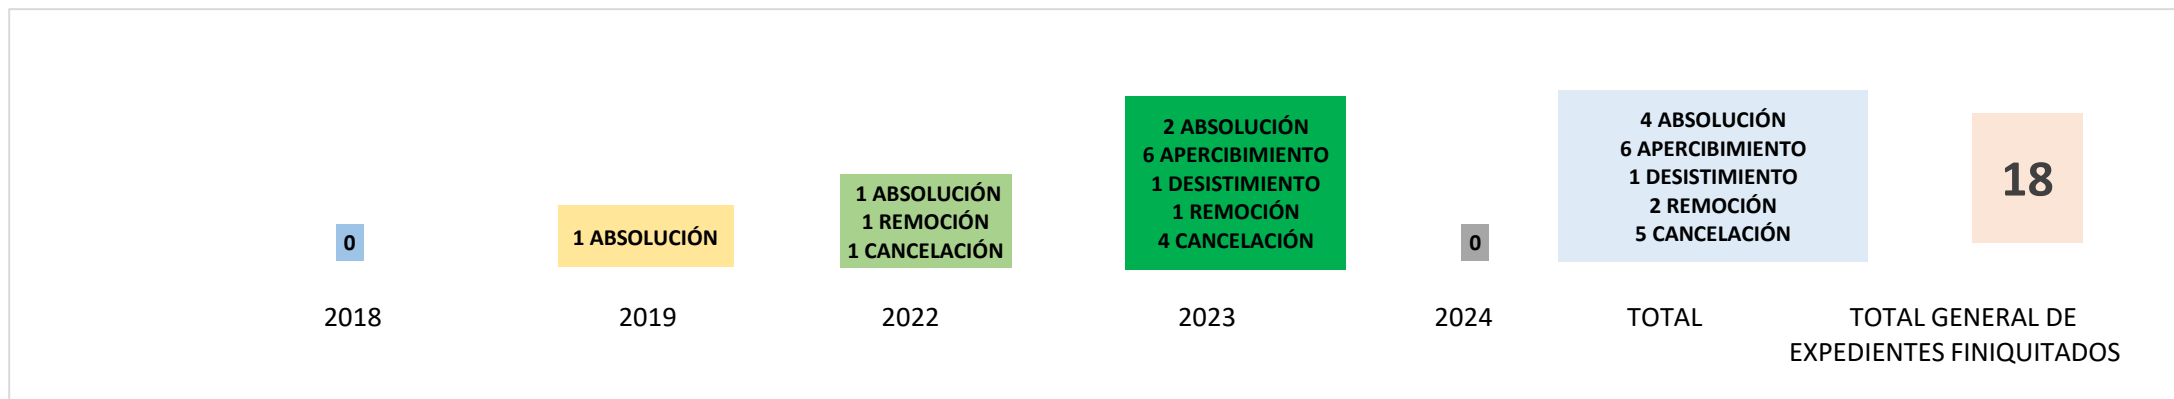 0
1 ABSOLUCIÓN
1 ABSOLUCIÓN
1 REMOCIÓN
1 CANCELACIÓN
2 ABSOLUCIÓN
6 APERCIBIMIENTO
1 DESISTIMIENTO
1 REMOCIÓN
4 CANCELACIÓN
0
4 ABSOLUCIÓN
6 APERCIBIMIENTO
1 DESISTIMIENTO
2 REMOCIÓN
5 CANCELACIÓN
18
2018
2019
2022
2023
2024
TOTAL
TOTAL GENERAL DE
EXPEDIENTES FINIQUITADOS